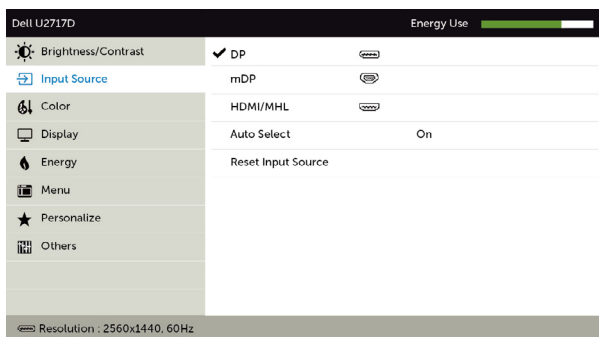 Dell U2717D Energy Use
Brightness/Contrast
Input Source
Color
Display
Energy
Menu
Personalize
Others
DP
mDP
HDMI/MHL
Auto Select On
Reset Input Source
Resolution : 2560x1440, 60Hz